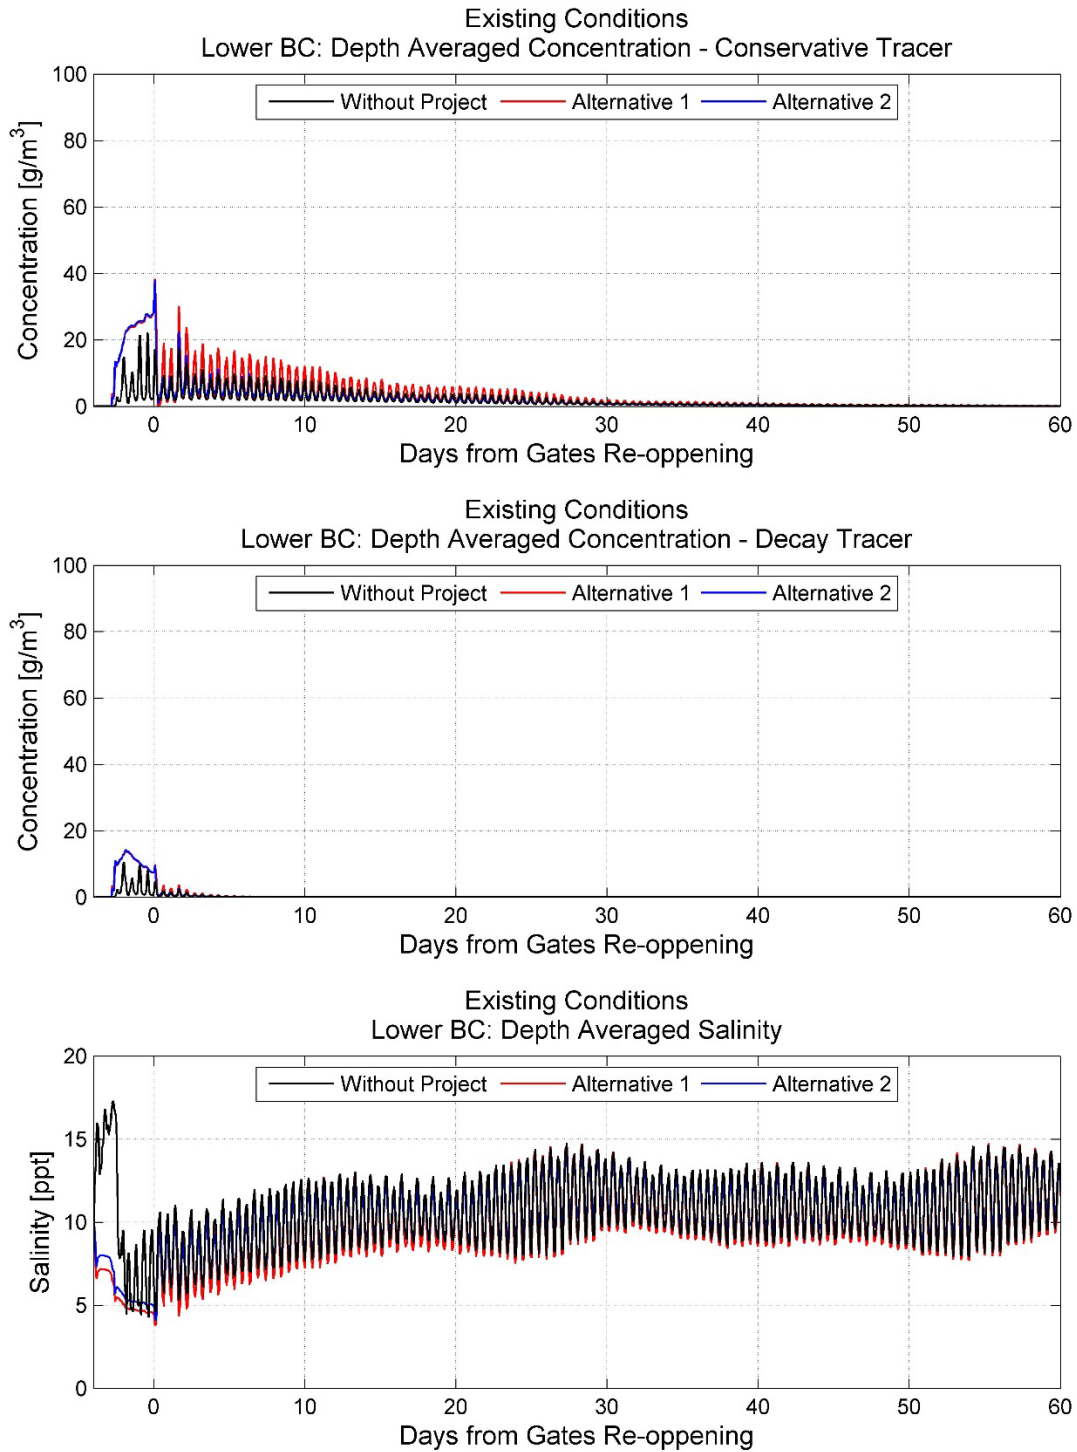 Existing Conditions
Lower BC: Depth Averaged Concentration - Conservative Tracer
Without Project Alternative 1 Alternative 2
Concentration [g/m³]
100
80
60
40
20
0
0 10 20 30 40 50 60
Days from Gates Re-oppening
Existing Conditions
Lower BC: Depth Averaged Concentration - Decay Tracer
Without Project Alternative 1 Alternative 2
Concentration [g/m³]
100
80
60
40
20
0
0 10 20 30 40 50 60
Days from Gates Re-oppening
Existing Conditions
Lower BC: Depth Averaged Salinity
Without Project Alternative 1 Alternative 2
Salinity [ppt]
20
15
10
5
0
0 10 20 30 40 50 60
Days from Gates Re-oppening